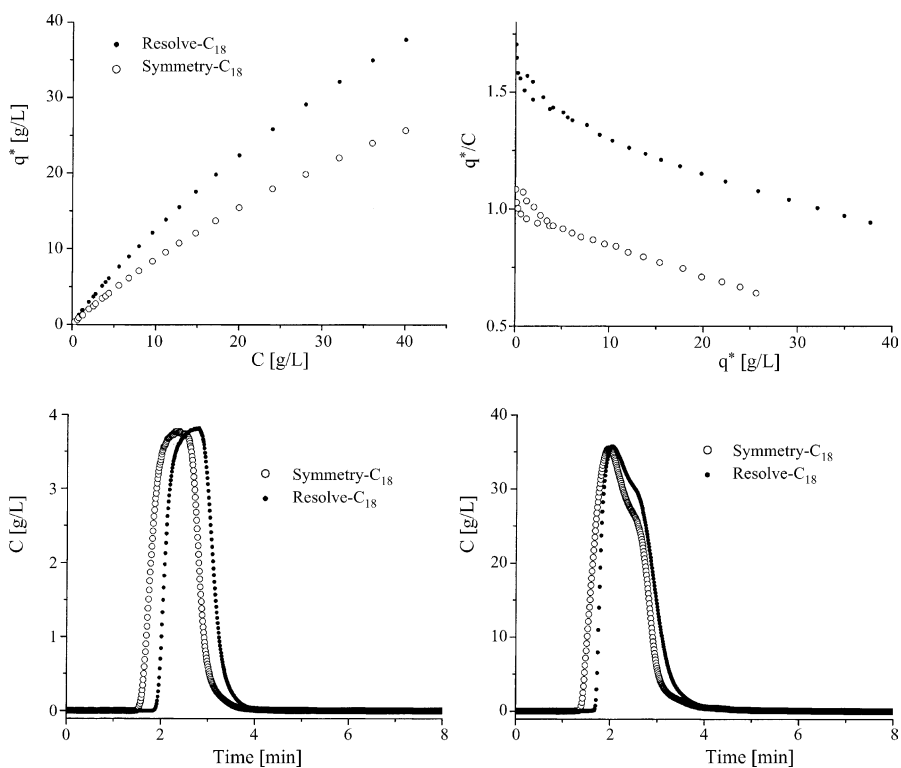 40
30
20
10
0
q* [g/L]
Resolve-C18
Symmetry-C18
0
10
20
30
40
C [g/L]
1.5
1.0
0.5
q*/C
0
10
20
30
40
q* [g/L]
4
3
2
1
0
C [g/L]
Symmetry-C18
Resolve-C18
0
2
4
6
8
Time [min]
40
30
20
10
0
C [g/L]
Symmetry-C18
Resolve-C18
0
2
4
6
8
Time [min]